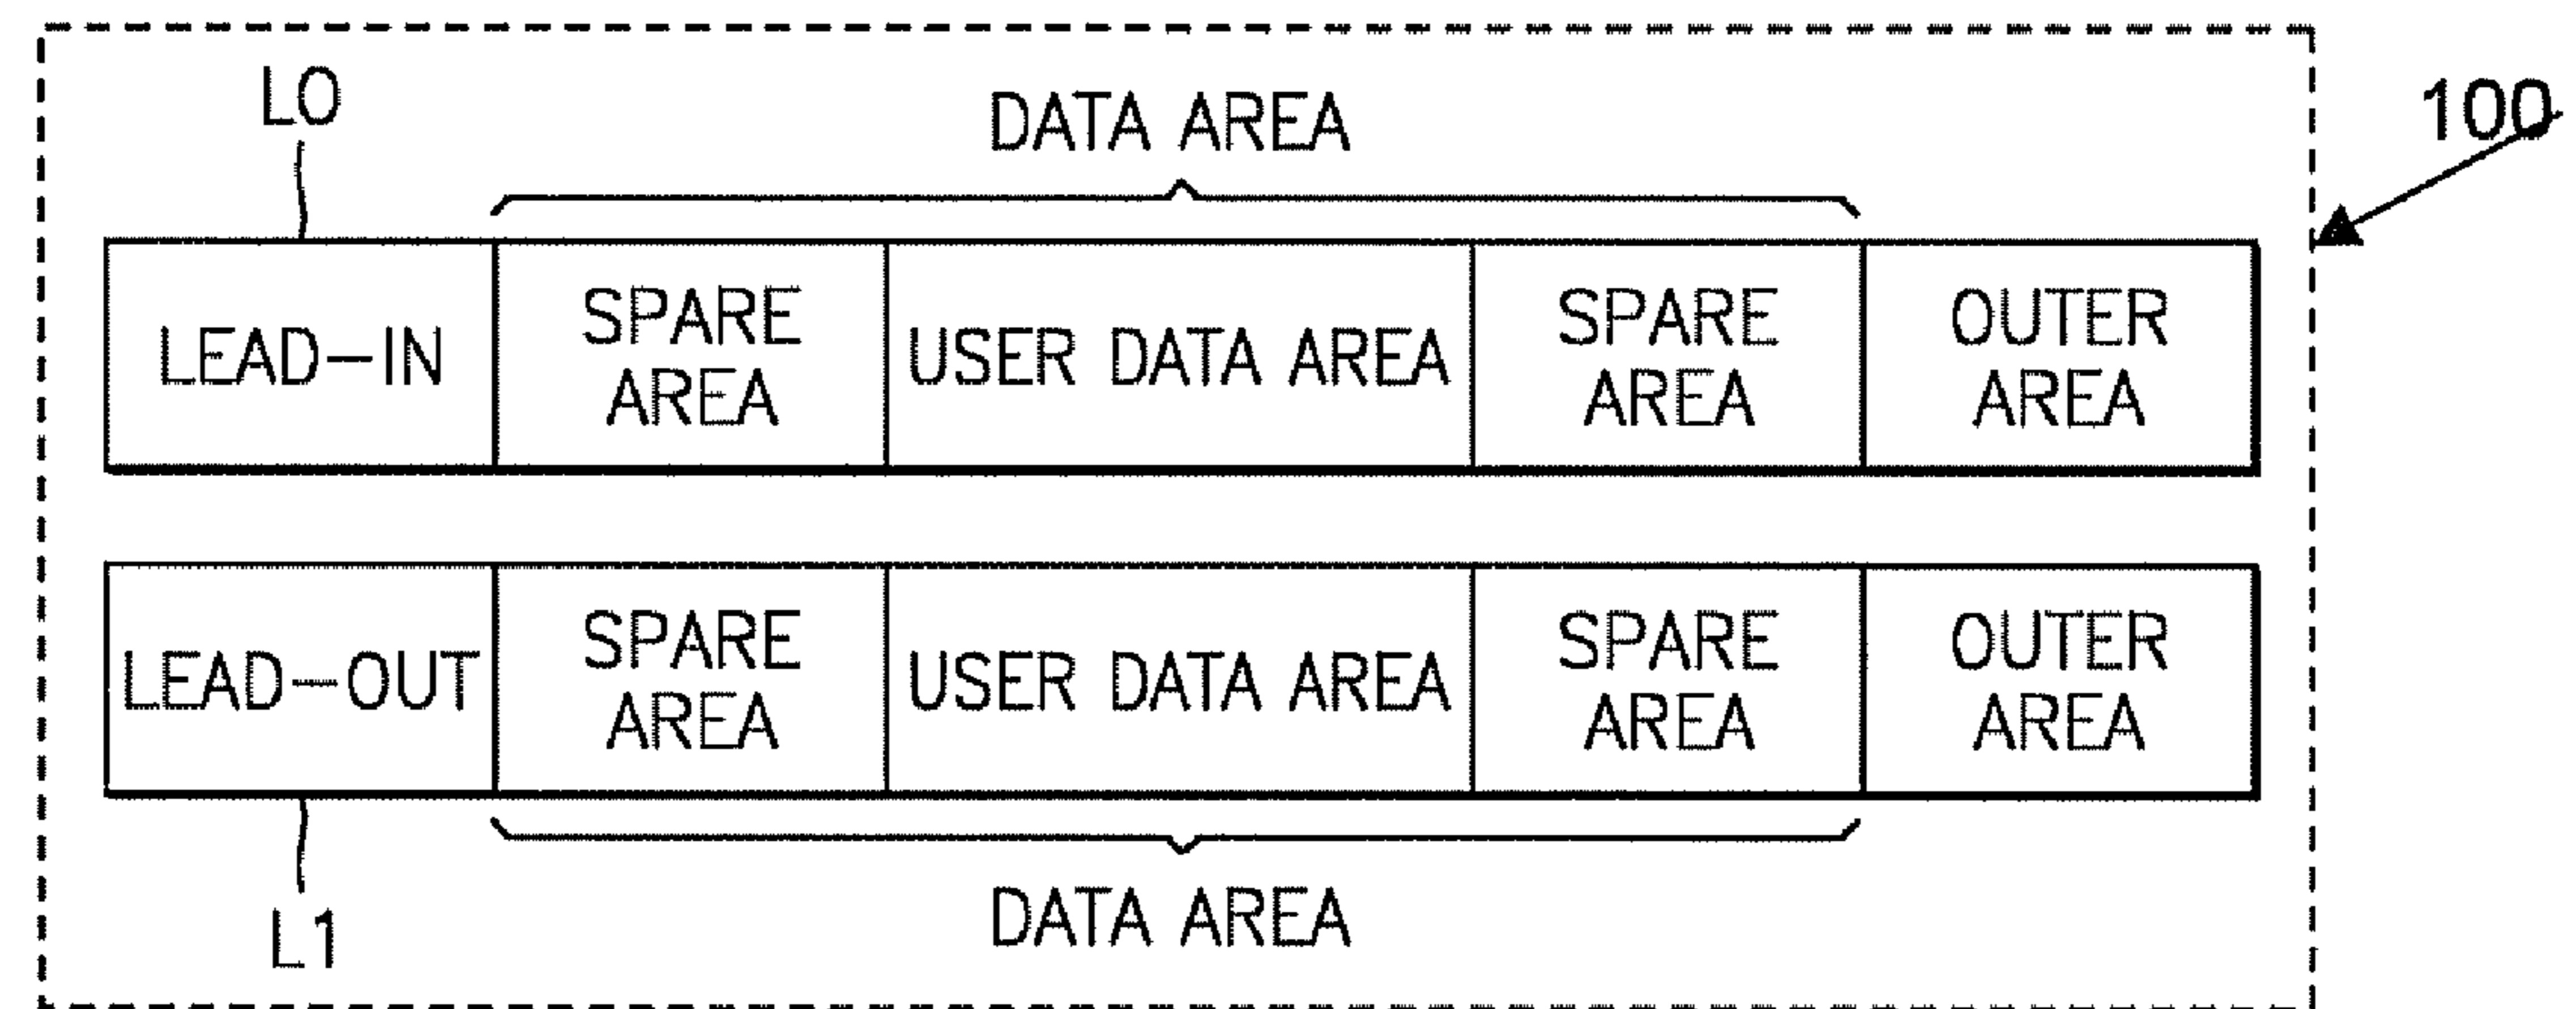 L0
DATA AREA
100
LEAD-IN
SPARE
AREA
USER DATA AREA
SPARE
AREA
OUTER
AREA
LEAD-OUT
SPARE
AREA
USER DATA AREA
SPARE
AREA
OUTER
AREA
L1
DATA AREA